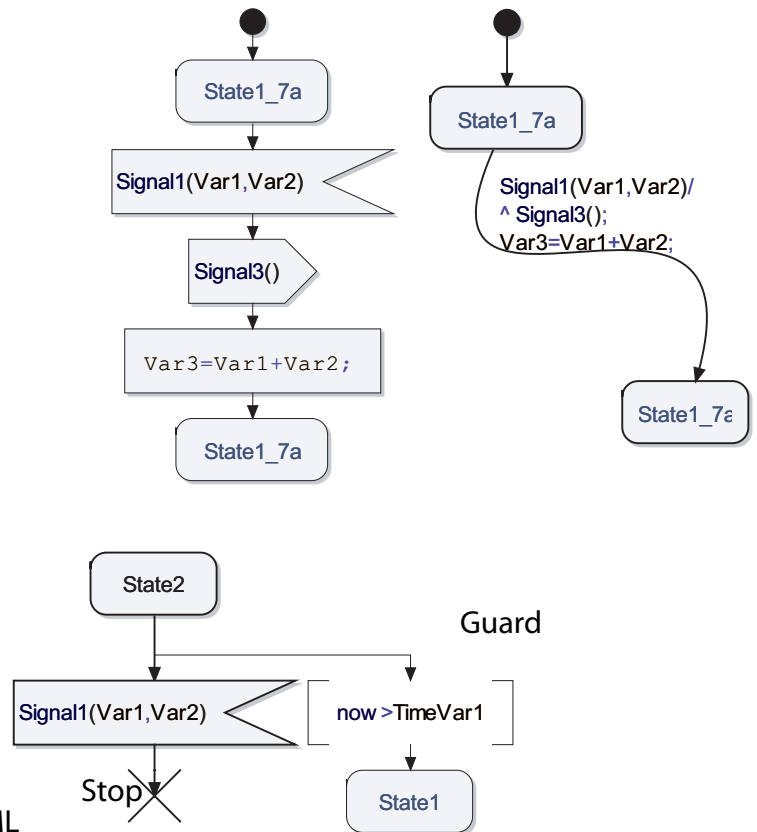 State1_7a
Signal1(Var1,Var2)
Signal3()
Var3=Var1+Var2;
State1_7a
State1_7a
Signal1(Var1,Var2)/
^ Signal3();
Var3=Var1+Var2;
State1_7a
State2
Guard
Signal1(Var1,Var2)
now >TimeVar1
Stop
State1